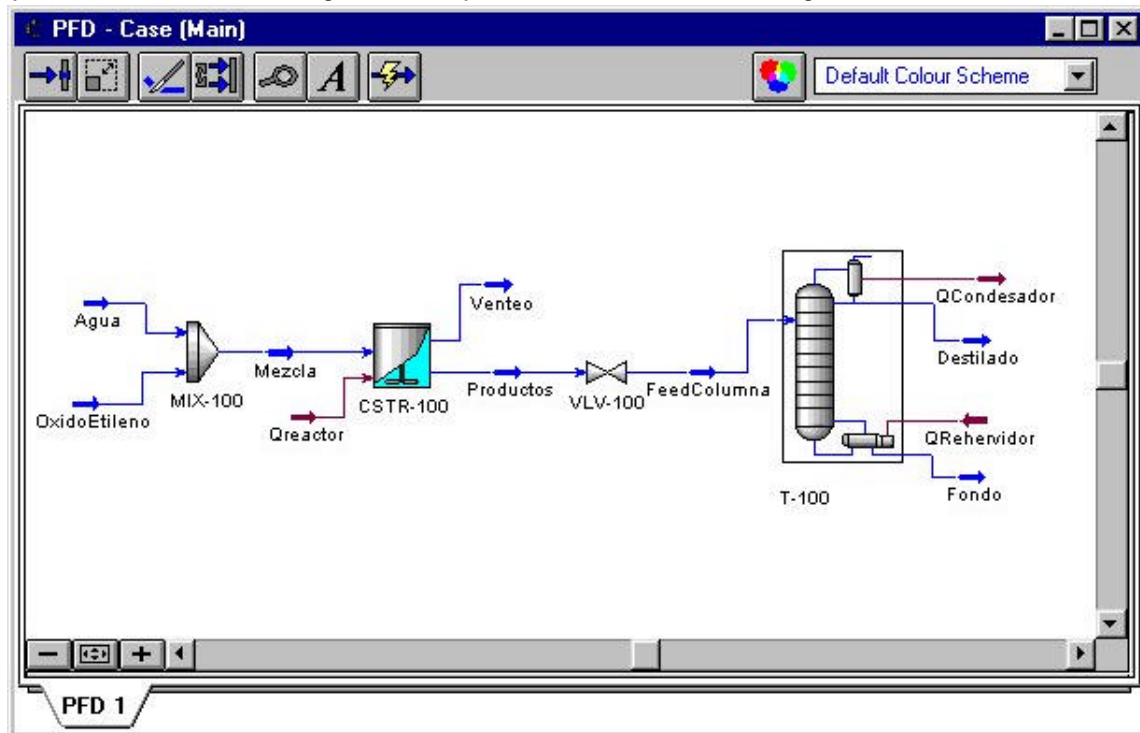 PFD - Case (Main)
A
Default Colour Scheme
Agua
OxidoEtileno
MIX-100
Mezcla
Qreactor
CSTR-100
Venteo
Productos
VLV-100
FeedColumna
T-100
QCondesador
Destilado
QRehervidor
Fondo
PFD 1